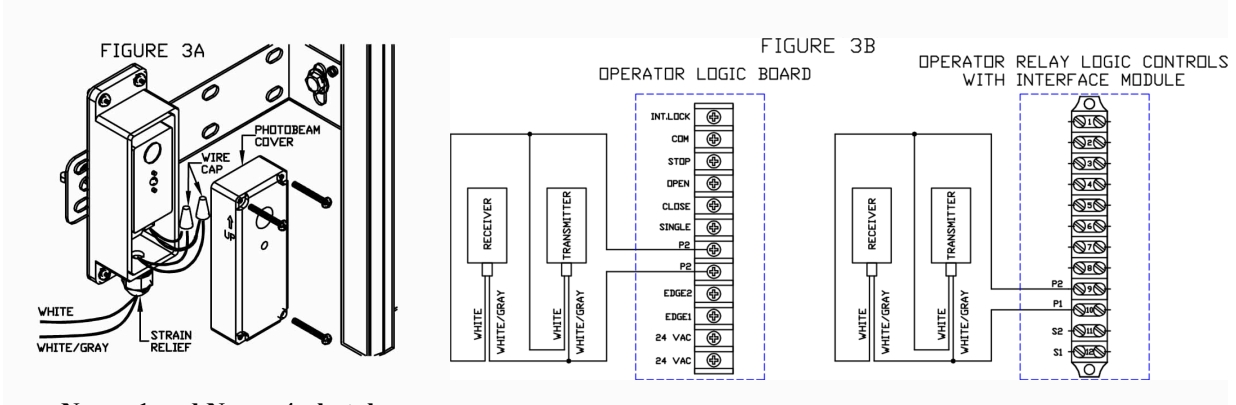 FIGURE 3A
PHOTOBEAM
COVER
WIRE
CAP
UP
WHITE
WHITE/GRAY
STRAIN
RELIEF
FIGURE 3B
OPERATOR LOGIC BOARD
INT.LOCK
COM
STOP
OPEN
CLOSE
SINGLE
P2
P2
EDGE2
EDGE1
24 VAC
24 VAC
RECEIVER
TRANSMITTER
WHITE
WHITE/GRAY
WHITE
WHITE/GRAY
OPERATOR RELAY LOGIC CONTROLS
WITH INTERFACE MODULE
RECEIVER
TRANSMITTER
WHITE
WHITE/GRAY
WHITE
WHITE/GRAY
1
2
3
4
5
6
7
8
P2 9
P1 10
S2 11
S1 12